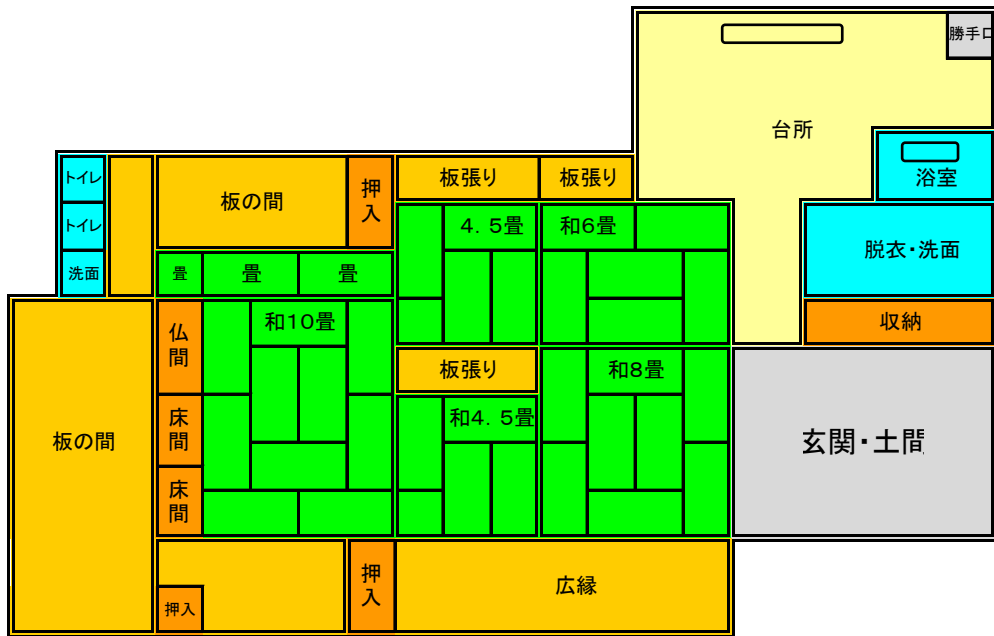 勝手口
台所
トイレ
板の間
押
入
板張り
板張り
浴室
トイレ
4.5畳
和6畳
脱衣・洗面
洗面
畳
畳
畳
仏
間
和10畳
収納
板張り
和8畳
床
間
和4.5畳
板の間
玄関・土間
床
間
押
入
広縁
押入